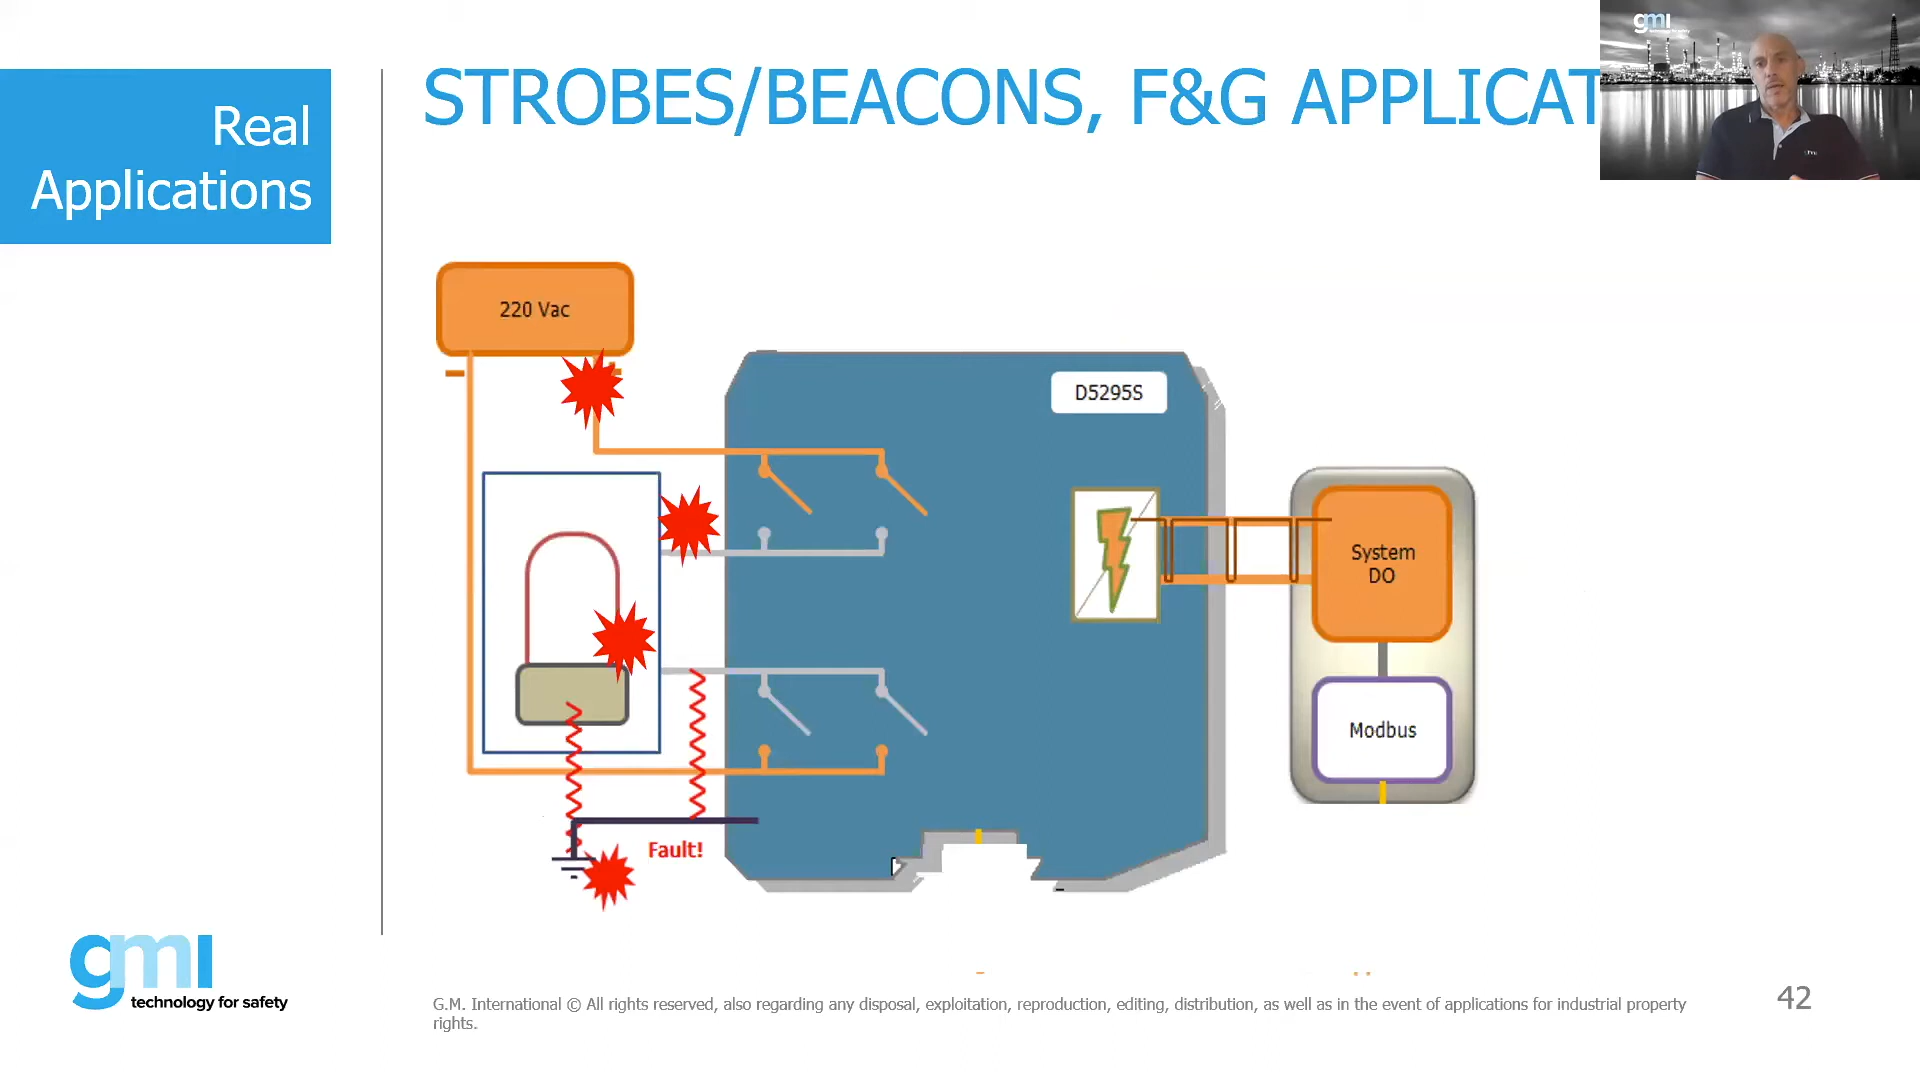 Real
Applications
STROBES/BEACONS, F&G APPLICAT
gmi
220 Vac
D5295S
System
DO
Modbus
Fault!
gmi
technology for safety
G.M. International © All rights reserved, also regarding any disposal, exploitation, reproduction, editing, distribution, as well as in the event of applications for industrial property
rights.
42